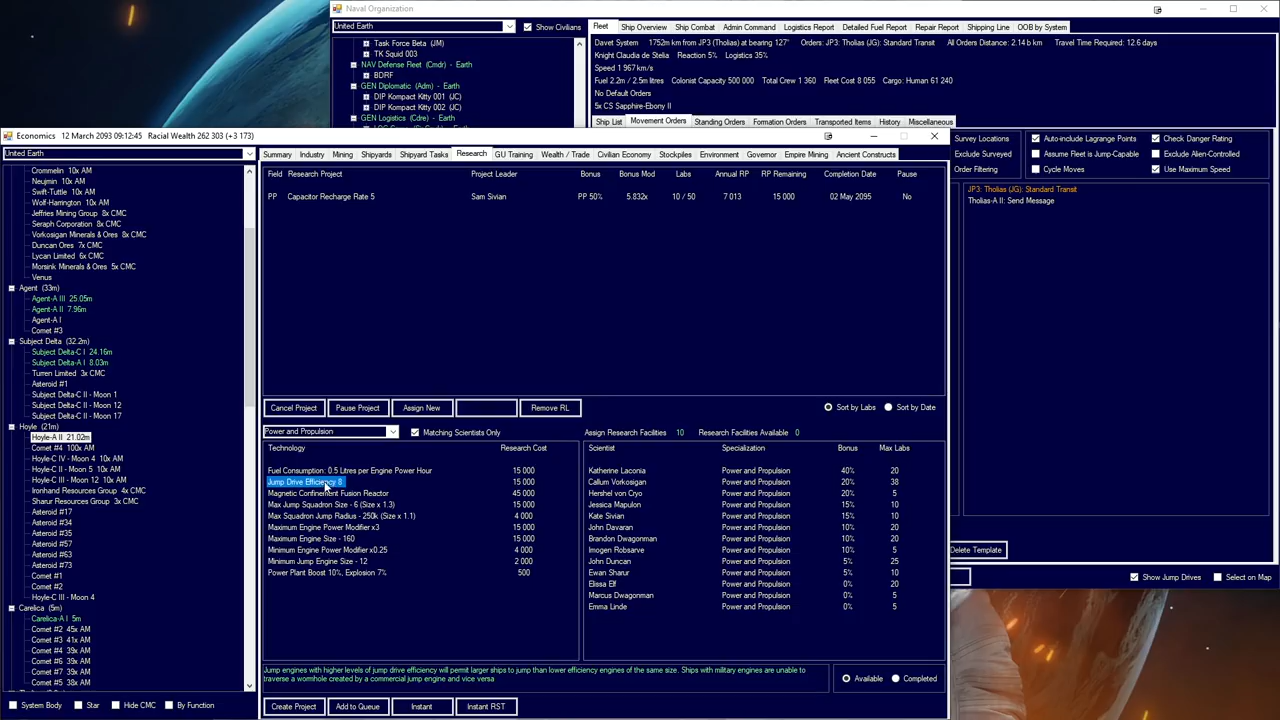 Naval Organization
United Earth
Show Civilians
Fleet Ship Overview Ship Combat Admin Command Logistics Report Detailed Fuel Report Repair Report Shipping Line OOB by System
Task Force Beta (JM)
TK Squid 003
NAV Defense Fleet (Cmdr) - Earth
BDRF
GEN Diplomatic (Adm) - Earth
DIP Kompact Kitty 001 (JC)
DIP Kompact Kitty 002 (JC)
GEN Logistics (Cdre) - Earth
Davet System 1752m km from JP3 (Tholias) at bearing 127° Orders: JP3: Tholias (JG): Standard Transit All Orders Distance: 2.14 b km Travel Time Required: 12.6 days
Knight Claudia de Stelia Reaction 5% Logistics 35%
Speed 1 967 km/s
Fuel 2.2m / 2.5m litres Colonist Capacity 500 000 Total Crew 1 360 Fleet Cost 8 055 Cargo: Human 61 240
No Default Orders
5x CS Sapphire-Ebony II
Ship List Movement Orders Standing Orders Formation Orders Transported Items History Miscellaneous
Survey Locations Auto-include Lagrange Points Check Danger Rating
Exclude Surveyed Assume Fleet is Jump-Capable Exclude Alien-Controlled
Order Filtering Cycle Moves Use Maximum Speed
JP3: Tholias (JG): Standard Transit
Tholias-A II: Send Message
Delete Template
Show Jump Drives Select on Map
Economics 12 March 2093 09:12:45 Racial Wealth 262 303 (+3 173)
United Earth
Summary Industry Mining Shipyards Shipyard Tasks Research GU Training Wealth / Trade Civilian Economy Stockpiles Environment Governor Empire Mining Ancient Constructs
Crommelin 10x AM
Neujmin 10x AM
Swift-Tuttle 10x AM
Wolf-Harrington 10x AM
Jeffries Mining Group 8x CMC
Seraph Corporation 8x CMC
Vorkosigan Minerals & Ores 8x CMC
Duncan Ores 7x CMC
Lycan Limited 6x CMC
Morsink Minerals & Ores 5x CMC
Venus
Agent (33m)
Agent-A III 25.05m
Agent-A II 7.96m
Agent-A I
Comet #3
Subject Delta (32.2m)
Subject Delta-C I 24.16m
Subject Delta-A I 8.03m
Turren Limited 3x CMC
Asteroid #1
Subject Delta-C II - Moon 1
Subject Delta-C II - Moon 12
Subject Delta-C II - Moon 17
Hoyle (21m)
Hoyle-A II 21.02m
Comet #4 100x AM
Hoyle-C IV - Moon 4 10x AM
Hoyle-C II - Moon 5 10x AM
Hoyle-C III - Moon 12 10x AM
Ironhand Resources Group 4x CMC
Sharur Resources Group 3x CMC
Asteroid #17
Asteroid #34
Asteroid #35
Asteroid #57
Asteroid #63
Asteroid #73
Comet #1
Comet #2
Hoyle-C III - Moon 4
Carelica (5m)
Carelica-A I 5m
Comet #2 45x AM
Comet #3 41x AM
Comet #4 39x AM
Comet #6 39x AM
Comet #7 38x AM
Comet #5 38x AM
System Body Star Hide CMC By Function
Field Research Project Project Leader Bonus Bonus Mod Labs Annual RP RP Remaining Completion Date Pause
PP Capacitor Recharge Rate 5 Sam Sivian PP 50% 5.832x 10 / 50 7 013 15 000 02 May 2095 No
Cancel Project Pause Project Assign New Remove RL Sort by Labs Sort by Date
Power and Propulsion Matching Scientists Only Assign Research Facilities 10 Research Facilities Available 0
Technology Research Cost
Fuel Consumption: 0.5 Litres per Engine Power Hour 15 000
Jump Drive Efficiency 8 15 000
Magnetic Confinement Fusion Reactor 45 000
Max Jump Squadron Size - 6 (Size x 1.3) 15 000
Max Squadron Jump Radius - 250k (Size x 1.1) 4 000
Maximum Engine Power Modifier x3 15 000
Maximum Engine Size - 160 15 000
Minimum Engine Power Modifier x0.25 4 000
Minimum Jump Engine Size - 12 2 000
Power Plant Boost 10%, Explosion 7% 500
Scientist Specialization Bonus Max Labs
Katherine Laconia Power and Propulsion 40% 20
Callum Vorkosigan Power and Propulsion 20% 38
Hershel von Cryo Power and Propulsion 20% 5
Jessica Mapulon Power and Propulsion 15% 10
Kate Sivian Power and Propulsion 15% 10
John Davaran Power and Propulsion 10% 20
Brandon Dwagonman Power and Propulsion 10% 20
Imogen Robsarve Power and Propulsion 10% 5
John Duncan Power and Propulsion 5% 25
Ewan Sharur Power and Propulsion 5% 10
Elissa Elf Power and Propulsion 0% 20
Marcus Dwagonman Power and Propulsion 0% 5
Emma Linde Power and Propulsion 0% 5
Jump engines with higher levels of jump drive efficiency will permit larger ships to jump than lower efficiency engines of the same size. Ships with military engines are unable to
traverse a wormhole created by a commercial jump engine and vice versa
Available Completed
Create Project Add to Queue Instant Instant RST